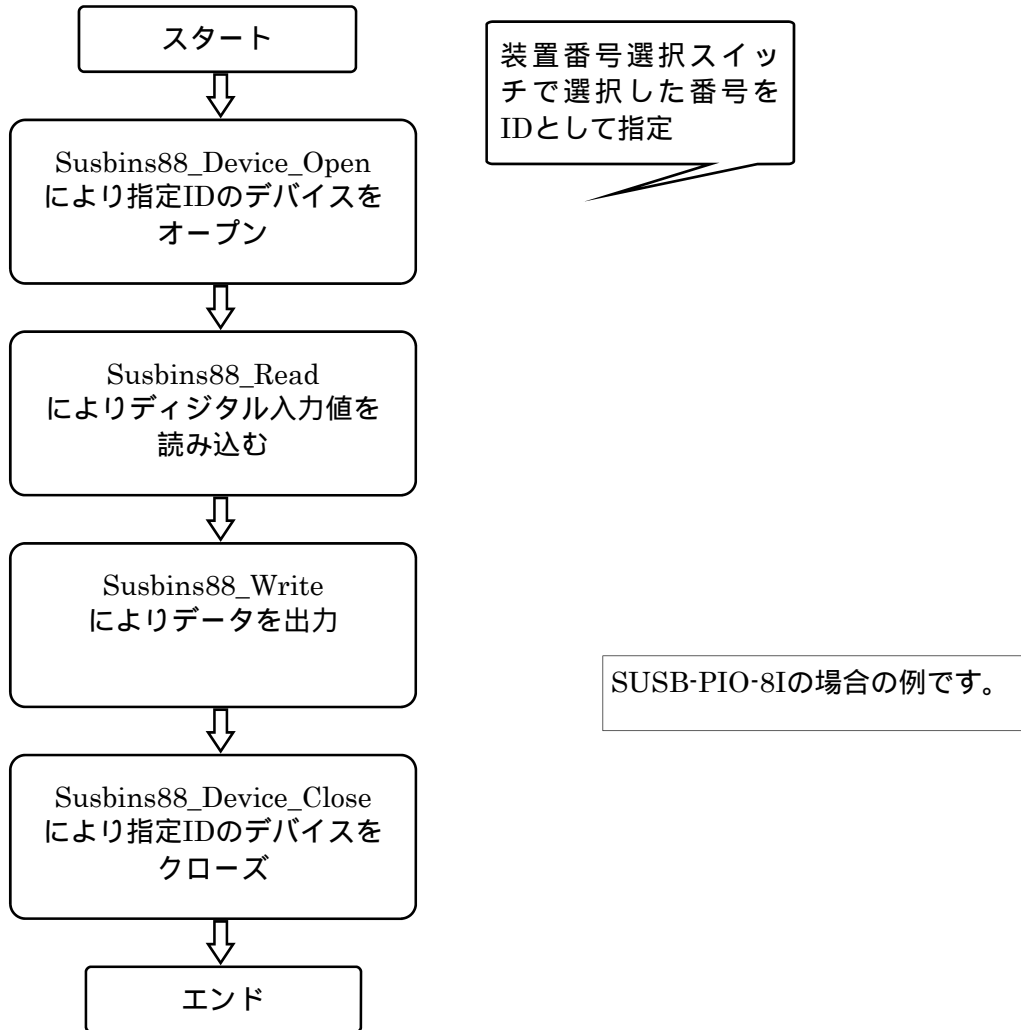 スタート
装置番号選択スイッ
チで選択した番号を
IDとして指定
Susbins88_Device_Open
により指定IDのデバイスを
オープン
Susbins88_Read
によりディジタル入力値を
読み込む
Susbins88_Write
によりデータを出力
SUSB-PIO-8Iの場合の例です。
Susbins88_Device_Close
により指定IDのデバイスを
クローズ
エンド